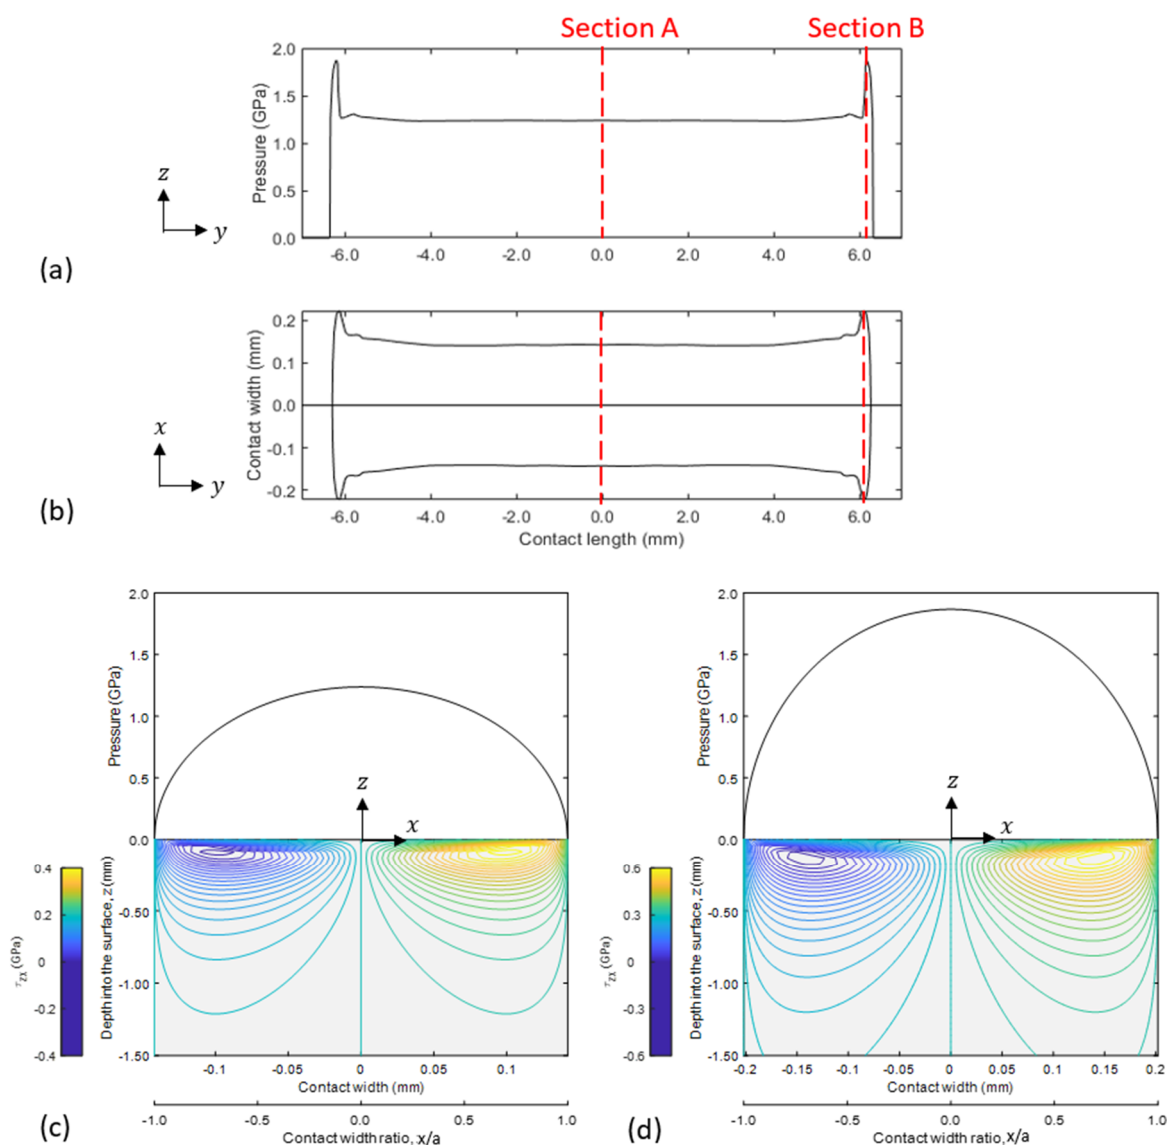 Section A
Section B
2.0
1.5
1.0
0.5
0.0
Pressure (GPa)
-6.0
-4.0
-2.0
0.0
2.0
4.0
6.0
z
y
(a)
0.2
0.1
0.0
-0.1
-0.2
Contact width (mm)
-6.0
-4.0
-2.0
0.0
2.0
4.0
6.0
Contact length (mm)
x
y
(b)
2.0
1.5
1.0
0.5
0.0
-0.50
-1.00
-1.50
Pressure (GPa)
Depth into the surface, z (mm)
z
x
0.4
0.2
0
-0.2
-0.4
τzx (GPa)
-0.1
-0.05
0
0.05
0.1
Contact width (mm)
-1.0
-0.5
0.0
0.5
1.0
Contact width ratio, x/a
(c)
2.0
1.5
1.0
0.5
0.0
-0.50
-1.00
-1.50
Pressure (GPa)
Depth into the surface, z (mm)
z
x
0.6
0.3
0
-0.3
-0.6
τzx (GPa)
-0.2
-0.15
-0.1
-0.05
0
0.05
0.1
0.15
0.2
Contact width (mm)
-1.0
-0.5
0.0
0.5
1.0
Contact width ratio, x/a
(d)